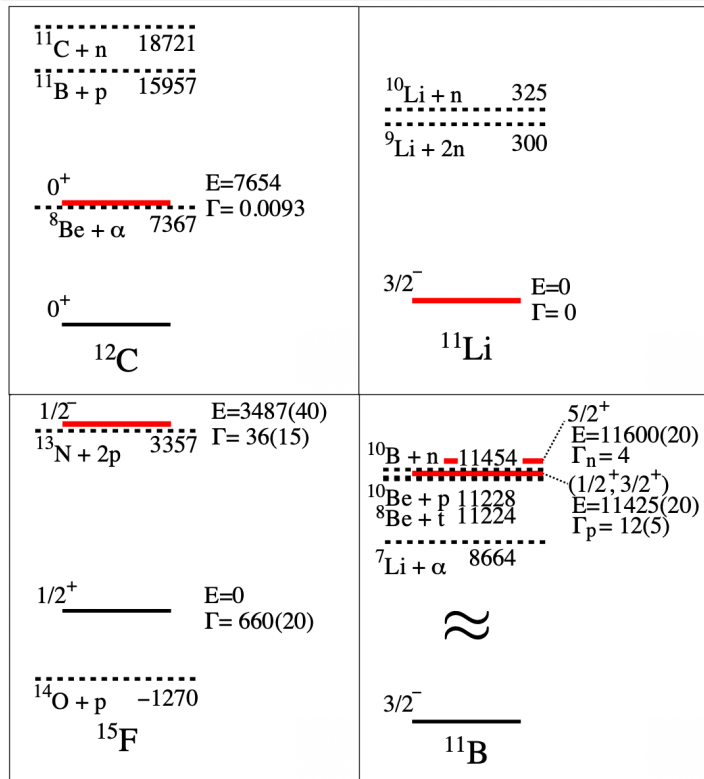 ¹¹C + n 18721
¹¹B + p 15957
0⁺ E=7654
Γ= 0.0093
⁸Be + α 7367
0⁺
¹²C
¹⁰Li + n 325
⁹Li + 2n 300
3/2⁻ E=0
Γ= 0
¹¹Li
1/2⁻ E=3487(40)
¹³N + 2p 3357 Γ= 36(15)
1/2⁺ E=0
Γ= 660(20)
¹⁴O + p −1270
¹⁵F
5/2⁺
E=11600(20)
Γₙ= 4
¹⁰B + n 11454
(1/2⁺,3/2⁺)
E=11425(20)
Γₚ= 12(5)
¹⁰Be + p 11228
⁸Be + t 11224
⁷Li + α 8664
≈
3/2⁻
¹¹B